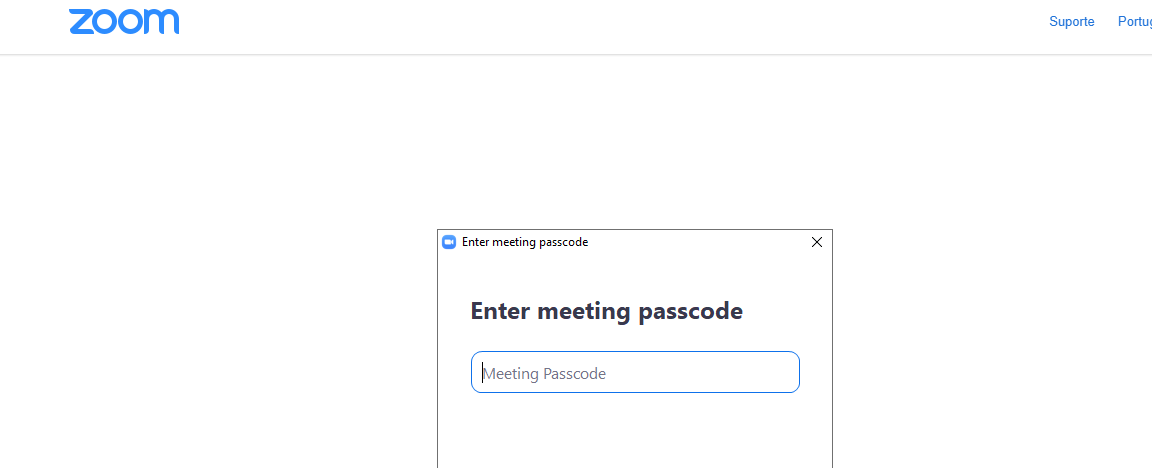 zoom
Suporte
Enter meeting passcode
Enter meeting passcode
Meeting Passcode